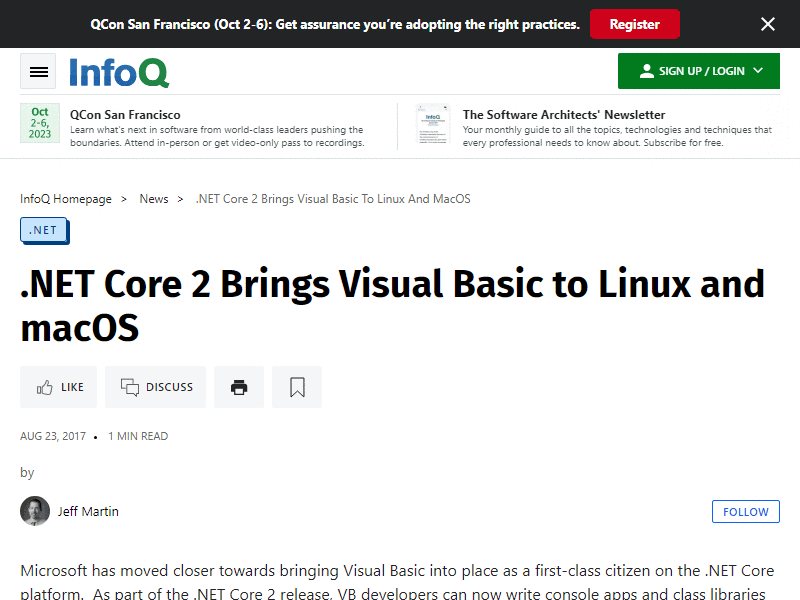 QCon San Francisco (Oct 2-6): Get assurance you’re adopting the right practices. Register
InfoQ
SIGN UP / LOGIN
Oct
2-6,
2023
QCon San Francisco
Learn what's next in software from world-class leaders pushing the
boundaries. Attend in-person or get video-only pass to recordings.
InfoQ
The Software Architects' Newsletter
Your monthly guide to all the topics, technologies and techniques that
every professional needs to know about. Subscribe for free.
InfoQ Homepage > News > .NET Core 2 Brings Visual Basic To Linux And MacOS
.NET
.NET Core 2 Brings Visual Basic to Linux and
macOS
LIKE DISCUSS
AUG 23, 2017 • 1 MIN READ
by
Jeff Martin
FOLLOW
Microsoft has moved closer towards bringing Visual Basic into place as a first-class citizen on the .NET Core
platform. As part of the .NET Core 2 release, VB developers can now write console apps and class libraries